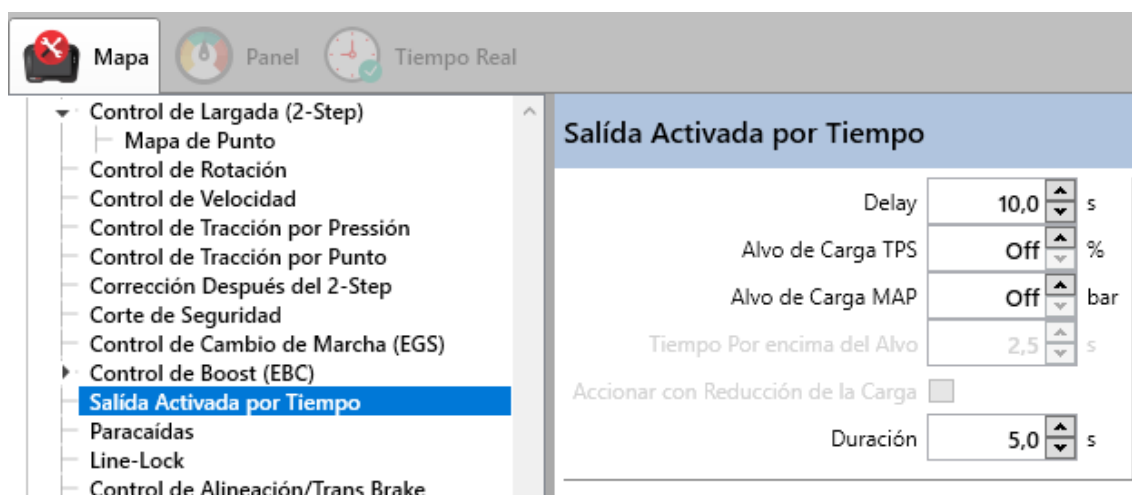 Mapa
Panel
Tiempo Real
Control de Largada (2-Step)
Mapa de Punto
Control de Rotación
Control de Velocidad
Control de Tracción por Pressión
Control de Tracción por Punto
Corrección Después del 2-Step
Corte de Seguridad
Control de Cambio de Marcha (EGS)
Control de Boost (EBC)
Salída Activada por Tiempo
Paracaídas
Line-Lock
Control de Alineación/Trans Brake
Salída Activada por Tiempo
Delay 10,0 s
Alvo de Carga TPS Off %
Alvo de Carga MAP Off bar
Tiempo Por encima del Alvo 2,5 s
Accionar con Reducción de la Carga
Duración 5,0 s